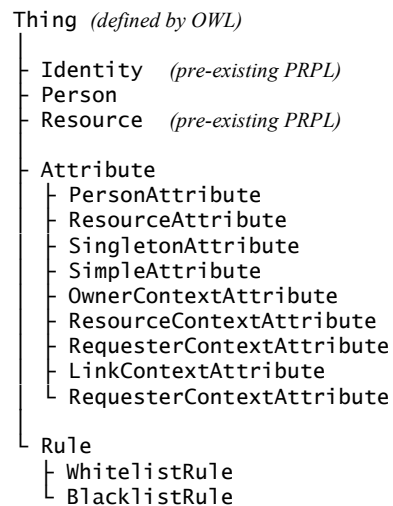 Thing (defined by OWL)
Identity (pre-existing PRPL)
Person
Resource (pre-existing PRPL)
Attribute
PersonAttribute
ResourceAttribute
SingletonAttribute
SimpleAttribute
OwnerContextAttribute
ResourceContextAttribute
RequesterContextAttribute
LinkContextAttribute
RequesterContextAttribute
Rule
WhitelistRule
BlacklistRule